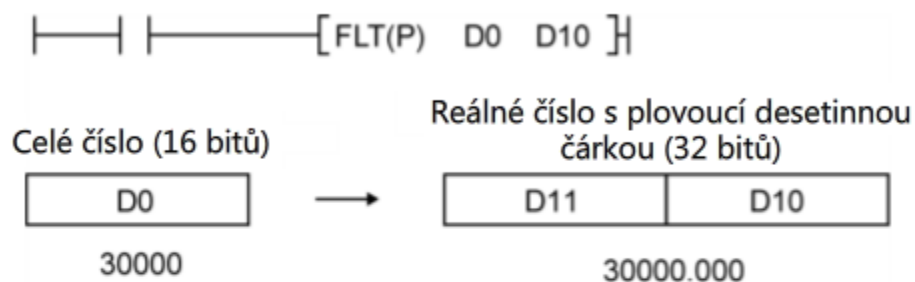 FLT(P) D0 D10
Celé číslo (16 bitů)
Reálné číslo s plovoucí desetinnou
čárkou (32 bitů)
D0
D11 D10
30000
30000.000